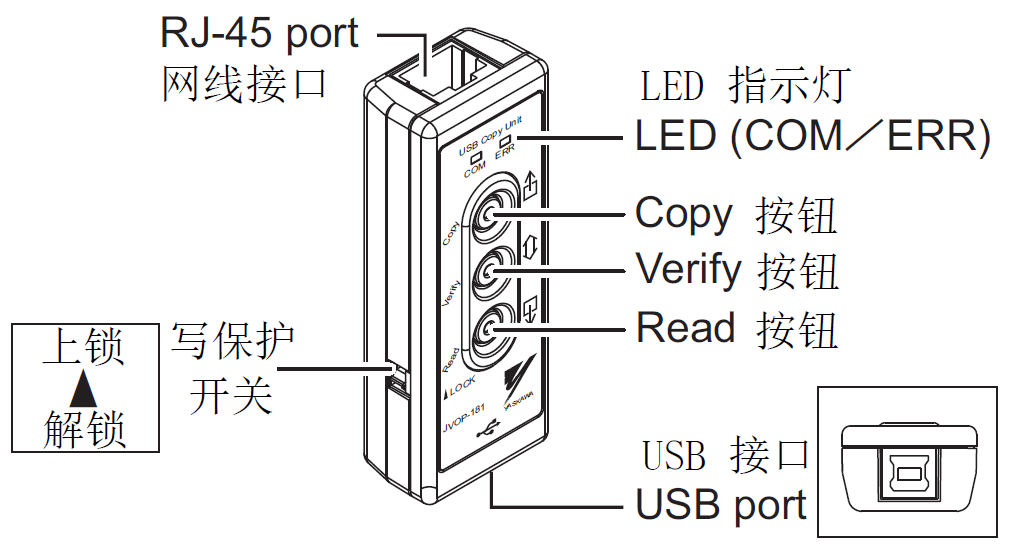 RJ-45 port
网线接口
LED 指示灯
LED (COM／ERR)
USB Copy Unit
COM
ERR
Copy
Copy 按钮
Verify
Verify 按钮
Read
Read 按钮
上锁
解锁
写保护
开关
LOCK
YASKAWA
JVOP-181
USB 接口
USB port